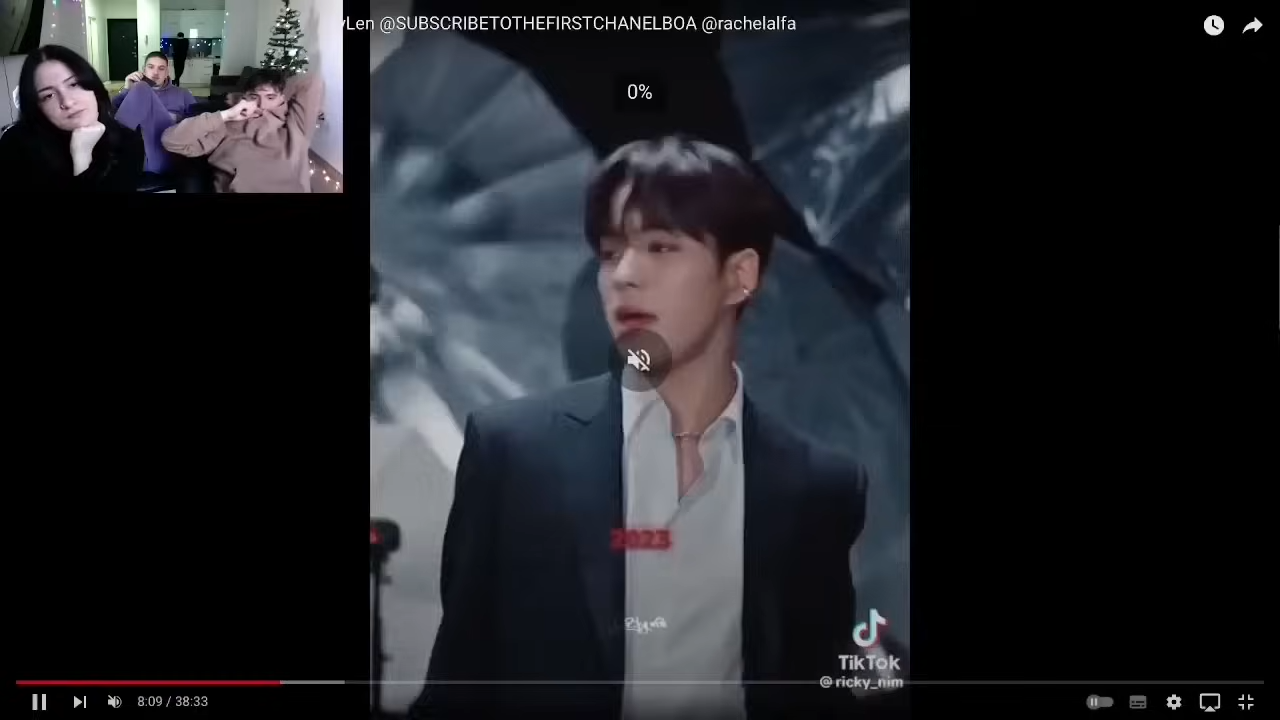 yLen @SUBSCRIBETOTHEFIRSTCHANELBOA @rachelalfa
0%
2023
TikTok
@ricky_nim
8:09 / 38:33